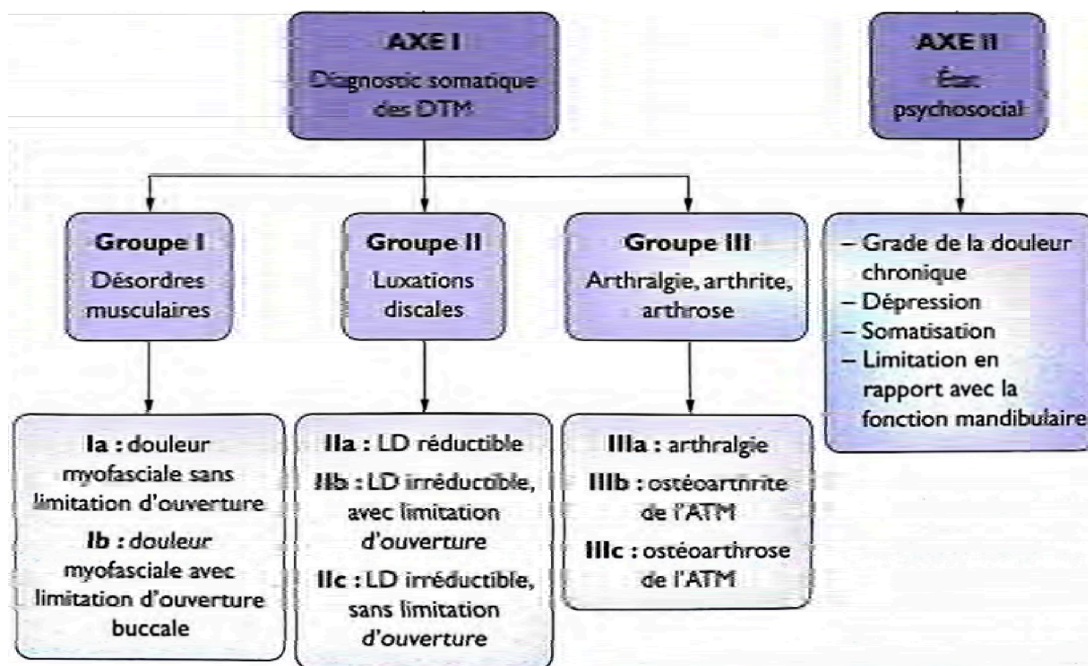 AXE I
Diagnostic somatique
des DTM
AXE II
État
psychosocial
Groupe I
Désordres
musculaires
Groupe II
Luxations
discales
Groupe III
Arthralgie, arthrite,
arthrose
– Grade de la douleur
chronique
– Dépression
– Somatisation
– Limitation en
rapport avec la
fonction mandibulaire
Ia : douleur
myofasciale sans
limitation d'ouverture
Ib : douleur
myofasciale avec
limitation d'ouverture
buccale
IIa : LD réductible
IIb : LD irréductible,
avec limitation
d'ouverture
IIc : LD irréductible,
sans limitation
d'ouverture
IIIa : arthralgie
IIIb : ostéoarthrite
de l'ATM
IIIc : ostéoarthrose
de l'ATM